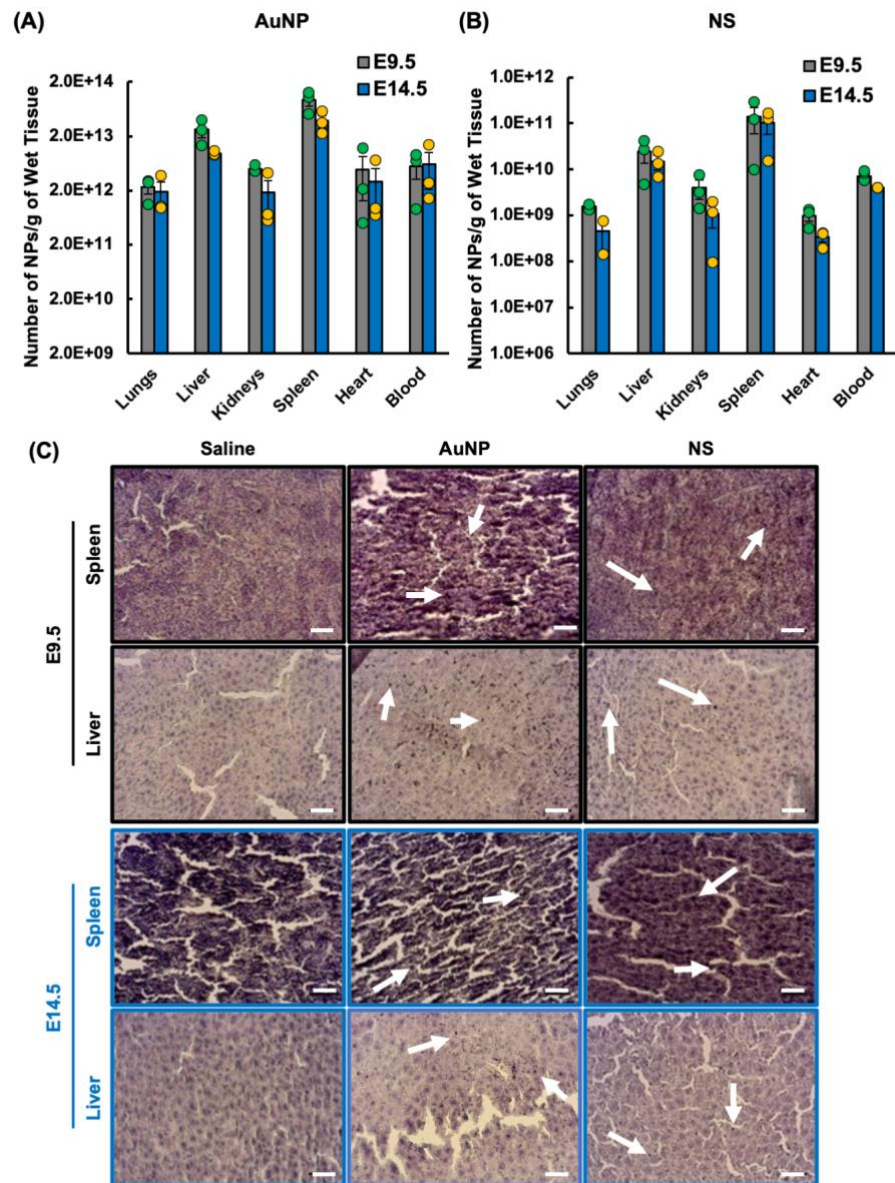 (A)
AuNP
E9.5
E14.5
Number of NPs/g of Wet Tissue
2.0E+14
2.0E+13
2.0E+12
2.0E+11
2.0E+10
2.0E+09
Lungs
Liver
Kidneys
Spleen
Heart
Blood
(B)
NS
E9.5
E14.5
Number of NPs/g of Wet Tissue
1.0E+12
1.0E+11
1.0E+10
1.0E+09
1.0E+08
1.0E+07
1.0E+06
Lungs
Liver
Kidneys
Spleen
Heart
Blood
(C)
Saline
AuNP
NS
E9.5
Spleen
Liver
E14.5
Spleen
Liver